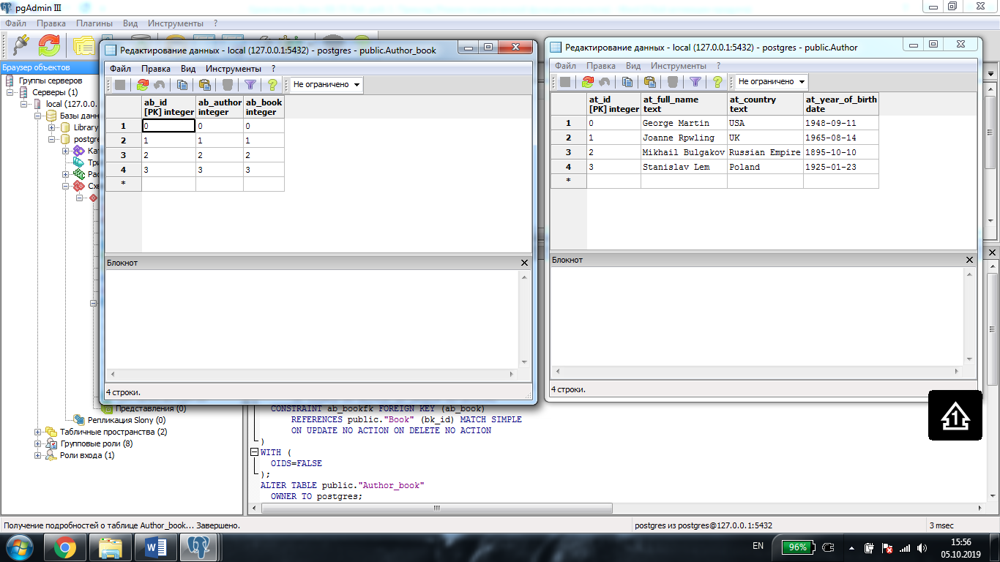 pgAdmin III
Файл Правка Плагины Вид Инструменты ?
Браузер объектов
Группы серверов
Серверы (1)
local (127.0.0.
Базы данн
Library
postgre
Ка
Три
Рас
Схе
Представления (0)
Репликация Slony (0)
Табличные пространства (2)
Групповые роли (8)
Роли входа (1)
Редактирование данных - local (127.0.0.1:5432) - postgres - public.Author_book
Файл Правка Вид Инструменты ?
Не ограничено
ab_id ab_author ab_book
[PK] integer integer integer
1 0 0 0
2 1 1 1
3 2 2 2
4 3 3 3
*
Блокнот
4 строки.
Редактирование данных - local (127.0.0.1:5432) - postgres - public.Author
Файл Правка Вид Инструменты ?
Не ограничено
at_id at_full_name at_country at_year_of_birth
[PK] integer text text date
1 0 George Martin USA 1948-09-11
2 1 Joanne Rpwling UK 1965-08-14
3 2 Mikhail Bulgakov Russian Empire 1895-10-10
4 3 Stanislav Lem Poland 1925-01-23
*
Блокнот
4 строки.
CONSTRAINT ab_bookfk FOREIGN KEY (ab_book)
REFERENCES public."Book" (bk_id) MATCH SIMPLE
ON UPDATE NO ACTION ON DELETE NO ACTION
)
WITH (
OIDS=FALSE
);
ALTER TABLE public."Author_book"
OWNER TO postgres;
Получение подробностей о таблице Author_book... Завершено.
postgres из postgres@127.0.0.1:5432
3 msec
EN
96%
15:56
05.10.2019